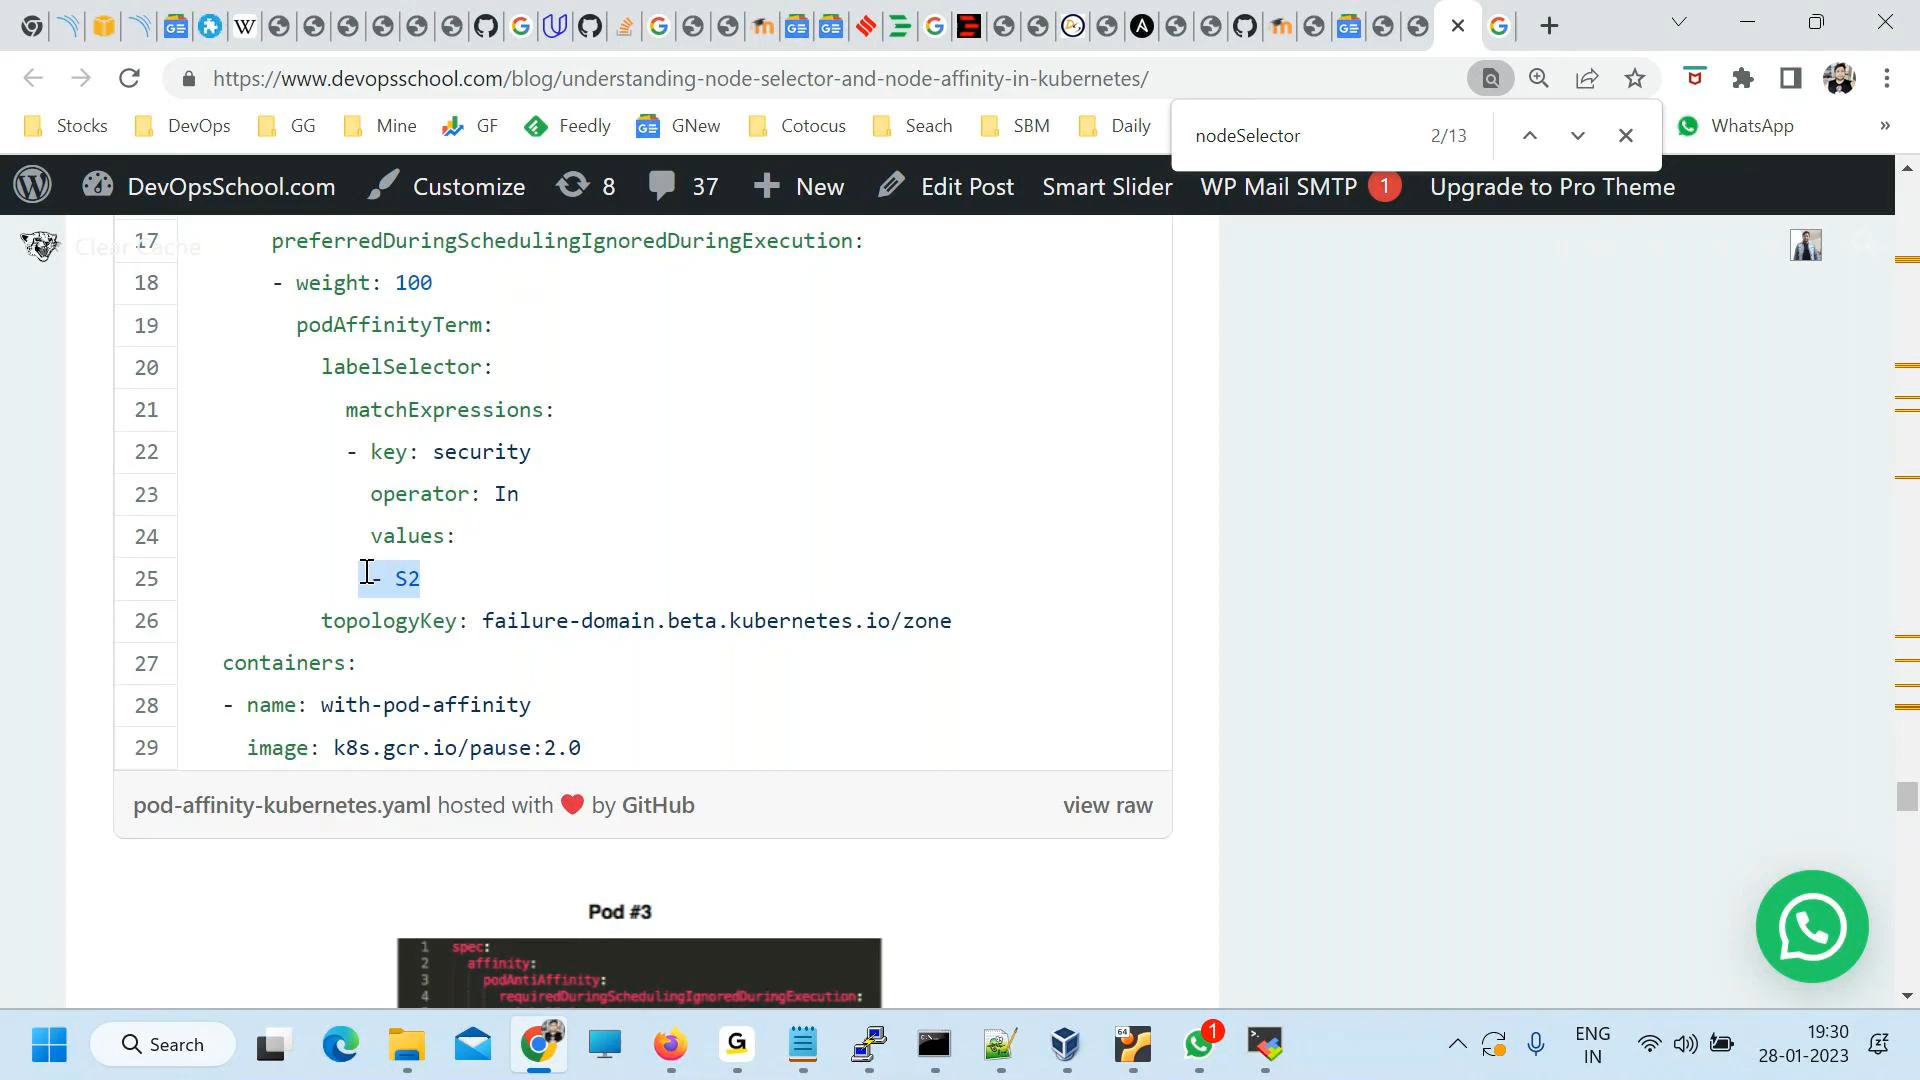 https://www.devopsschool.com/blog/understanding-node-selector-and-node-affinity-in-kubernetes/
Stocks DevOps GG Mine GF Feedly GNew Cotocus Seach SBM Daily WhatsApp »
nodeSelector 2/13
DevOpsSchool.com Customize 8 37 New Edit Post Smart Slider WP Mail SMTP 1 Upgrade to Pro Theme
Clear Cache
17 preferredDuringSchedulingIgnoredDuringExecution:
18 - weight: 100
19 podAffinityTerm:
20 labelSelector:
21 matchExpressions:
22 - key: security
23 operator: In
24 values:
25 - S2
26 topologyKey: failure-domain.beta.kubernetes.io/zone
27 containers:
28 - name: with-pod-affinity
29 image: k8s.gcr.io/pause:2.0
pod-affinity-kubernetes.yaml hosted with ❤ by GitHub view raw
Pod #3
1 spec:
2 affinity:
3 podAntiAffinity:
4 requiredDuringSchedulingIgnoredDuringExecution:
Search 64 1 ENG IN 19:30
28-01-2023